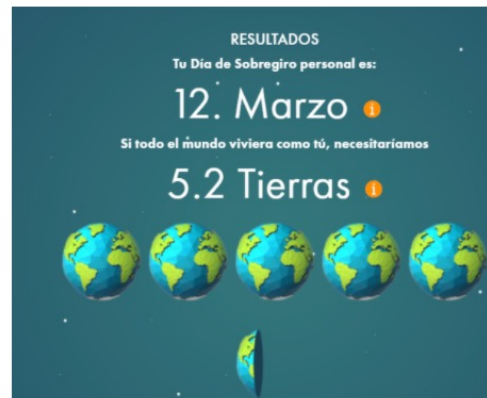 RESULTADOS
Tu Día de Sobregiro personal es:
12. Marzo i
Si todo el mundo viviera como tú, necesitaríamos
5.2 Tierras i